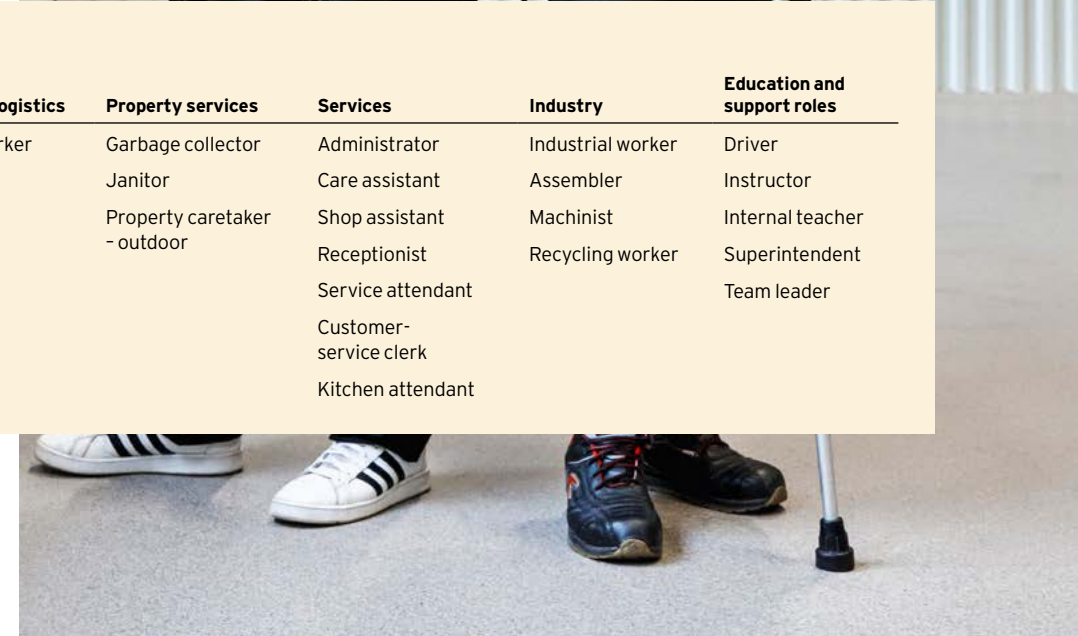 Property services
Garbage collector
Janitor
Property caretaker
– outdoor
Services
Administrator
Care assistant
Shop assistant
Receptionist
Service attendant
Customer-
service clerk
Kitchen attendant
Industry
Industrial worker
Assembler
Machinist
Recycling worker
Education and
support roles
Driver
Instructor
Internal teacher
Superintendent
Team leader